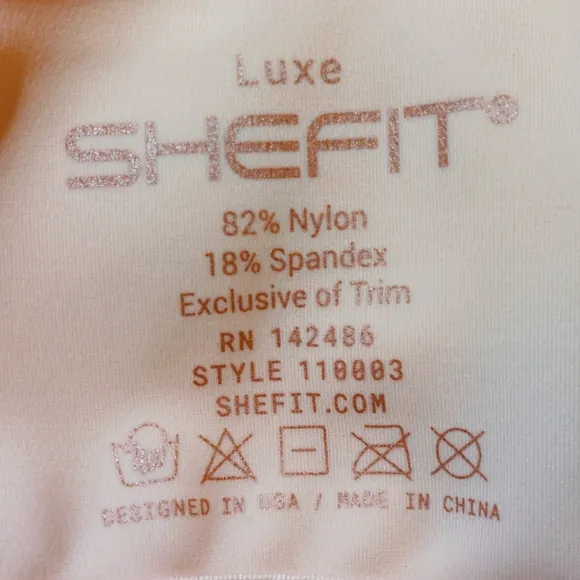 Luxe
SHEFIT®
82% Nylon
18% Spandex
Exclusive of Trim
RN 142486
STYLE 110003
SHEFIT.COM
DESIGNED IN USA / MADE IN CHINA